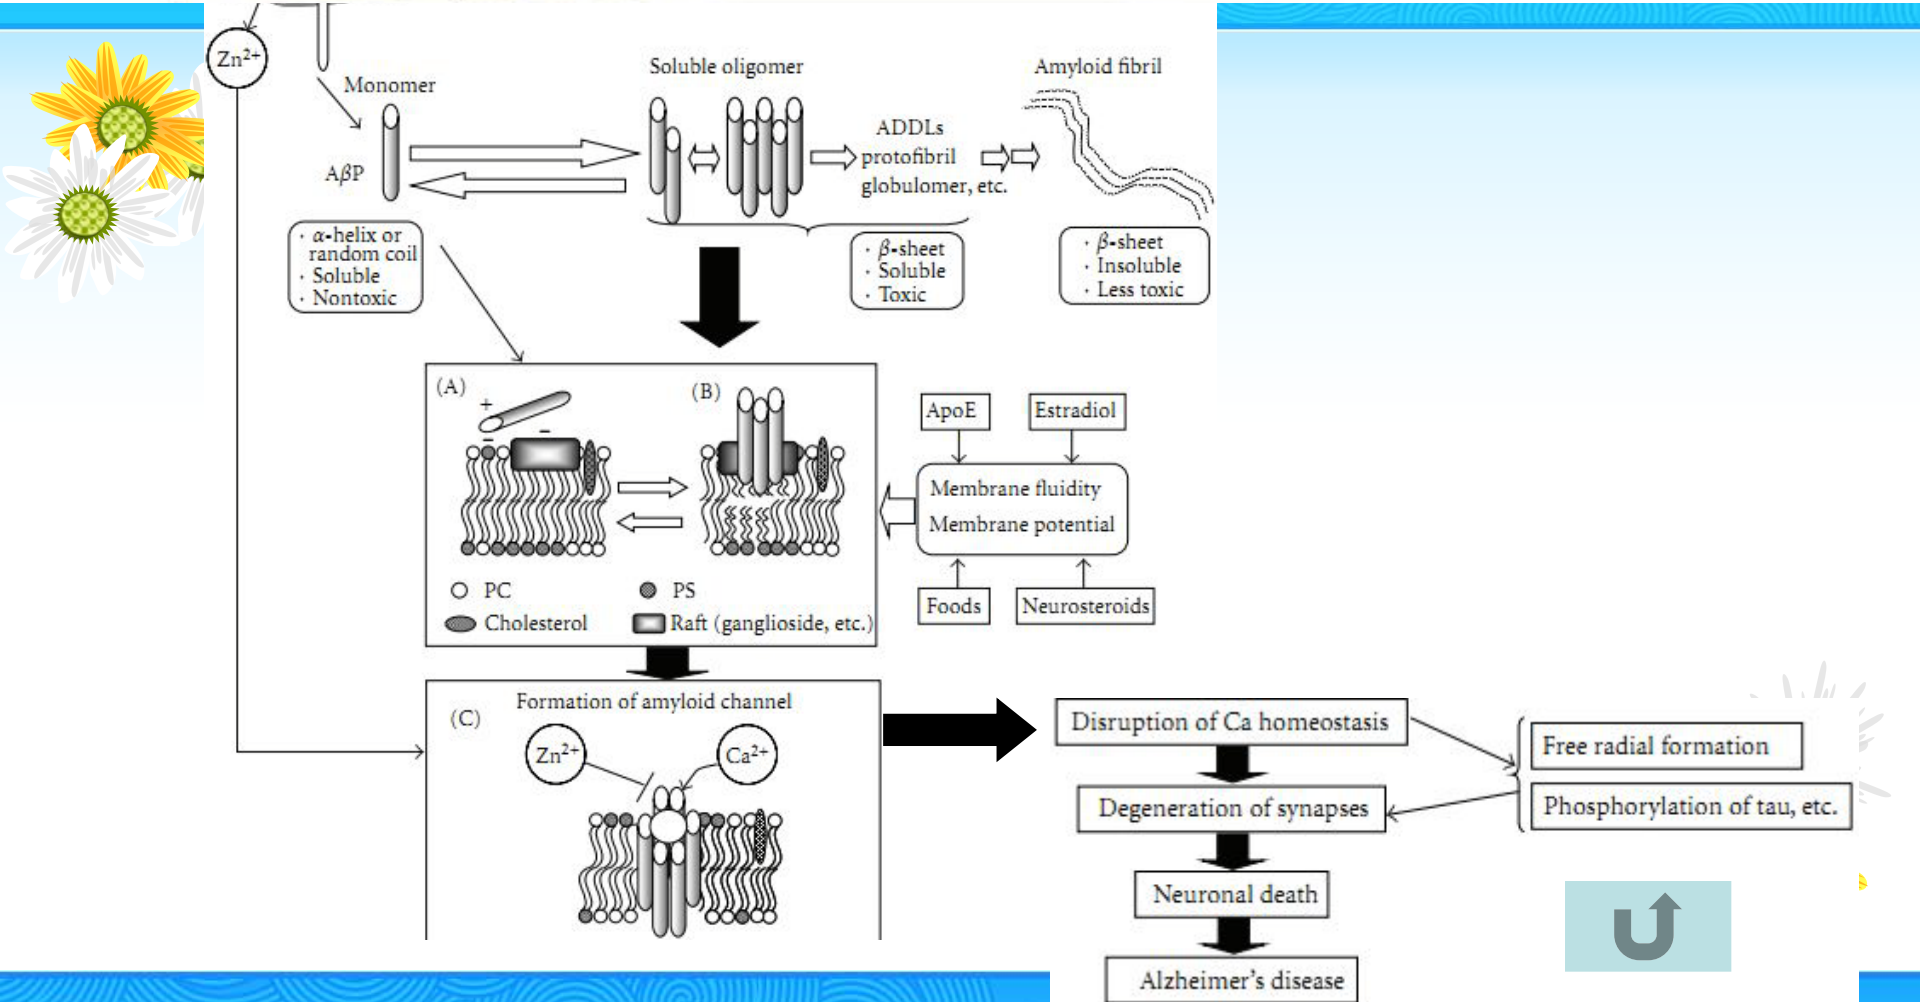 Zn²⁺
Monomer
AβP
Soluble oligomer
ADDLs
protofibril
globulomer, etc.
Amyloid fibril
· α-helix or
random coil
· Soluble
· Nontoxic
· β-sheet
· Soluble
· Toxic
· β-sheet
· Insoluble
· Less toxic
(A)
+
–
–
(B)
PC
PS
Cholesterol
Raft (ganglioside, etc.)
ApoE
Estradiol
Membrane fluidity
Membrane potential
Foods
Neurosteroids
Formation of amyloid channel
(C)
Zn²⁺
Ca²⁺
Disruption of Ca homeostasis
Free radial formation
Phosphorylation of tau, etc.
Degeneration of synapses
Neuronal death
Alzheimer's disease